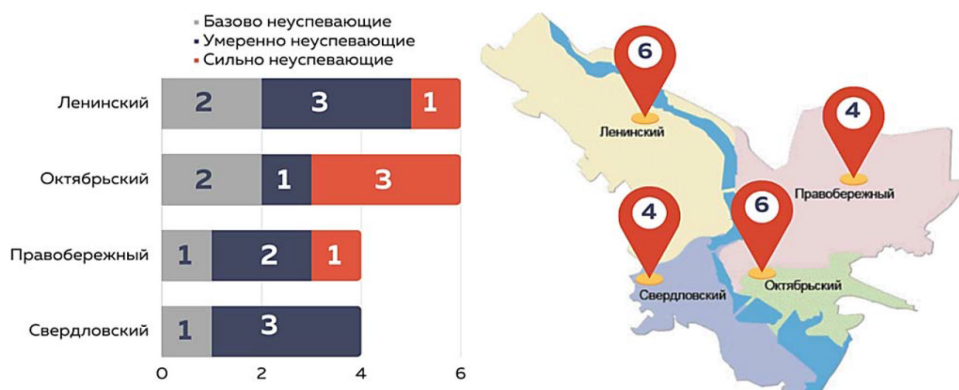 Базово неуспевающие
Умеренно неуспевающие
Сильно неуспевающие
Ленинский
2 3 1
Октябрьский
2 1 3
Правобережный
1 2 1
Свердловский
1 3
0 2 4 6
6
Ленинский
4
Правобережный
4
Свердловский
6
Октябрьский